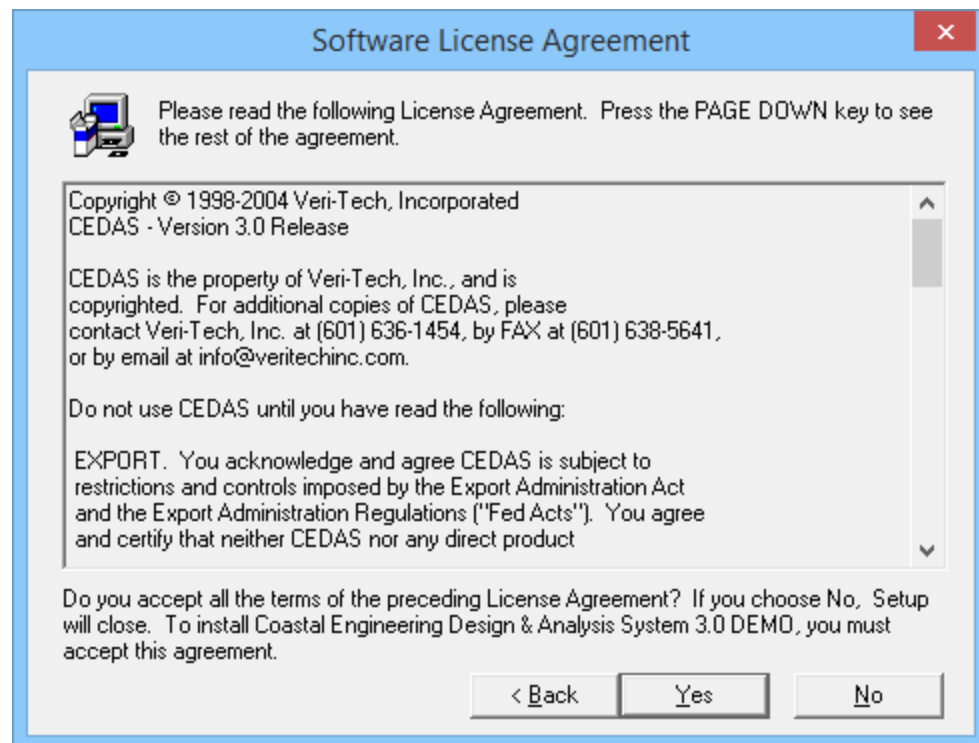 Software License Agreement
Please read the following License Agreement. Press the PAGE DOWN key to see
the rest of the agreement.
Copyright © 1998-2004 Veri-Tech, Incorporated
CEDAS - Version 3.0 Release
CEDAS is the property of Veri-Tech, Inc., and is
copyrighted. For additional copies of CEDAS, please
contact Veri-Tech, Inc. at (601) 636-1454, by FAX at (601) 638-5641,
or by email at info@veritechinc.com.
Do not use CEDAS until you have read the following:
EXPORT. You acknowledge and agree CEDAS is subject to
restrictions and controls imposed by the Export Administration Act
and the Export Administration Regulations ("Fed Acts"). You agree
and certify that neither CEDAS nor any direct product
Do you accept all the terms of the preceding License Agreement? If you choose No, Setup
will close. To install Coastal Engineering Design & Analysis System 3.0 DEMO, you must
accept this agreement.
< Back Yes No